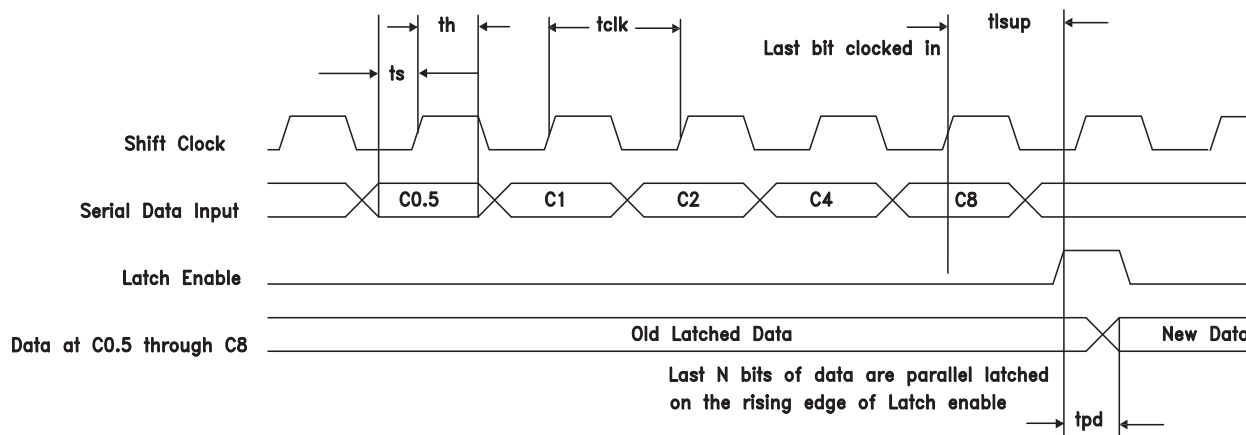 th
tclk
tlsup
Last bit clocked in
ts
Shift Clock
Serial Data Input
C0.5
C1
C2
C4
C8
Latch Enable
Data at C0.5 through C8
Old Latched Data
New Data
Last N bits of data are parallel latched
on the rising edge of Latch enable
tpd